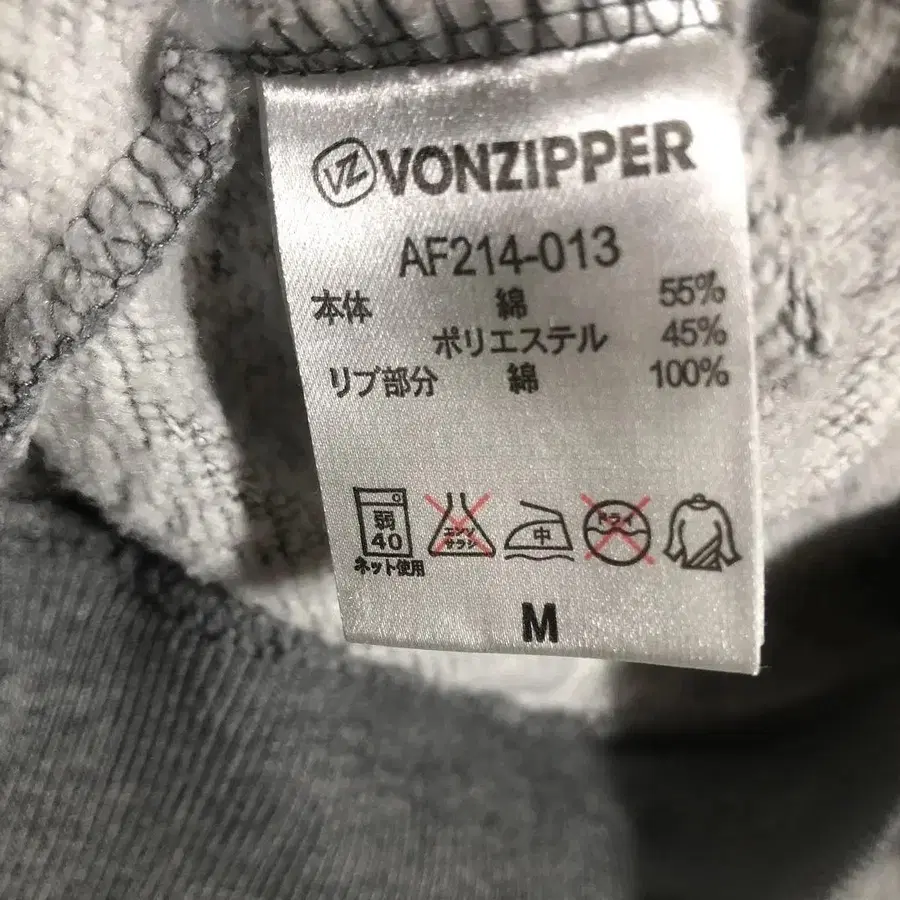 VZ VONZIPPER
AF214-013
本体 綿 55%
ポリエステル 45%
リブ部分 綿 100%
弱 40
エンソ サラシ
中
ドライ
ネット使用
M